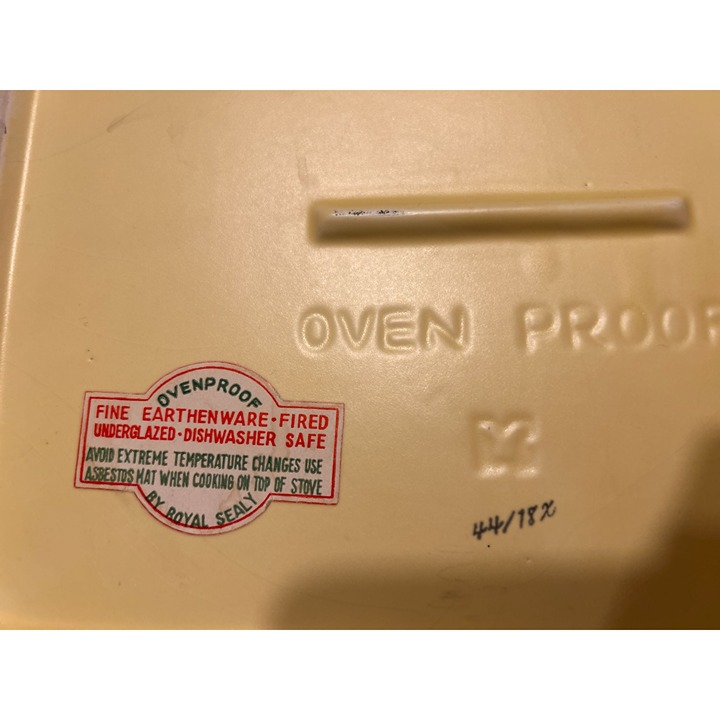 OVEN PROOF
OVENPROOF
FINE EARTHENWARE·FIRED
UNDERGLAZED·DISHWASHER SAFE
AVOID EXTREME TEMPERATURE CHANGES USE
ASBESTOS MAT WHEN COOKING ON TOP OF STOVE
BY ROYAL SEALY
44/18X